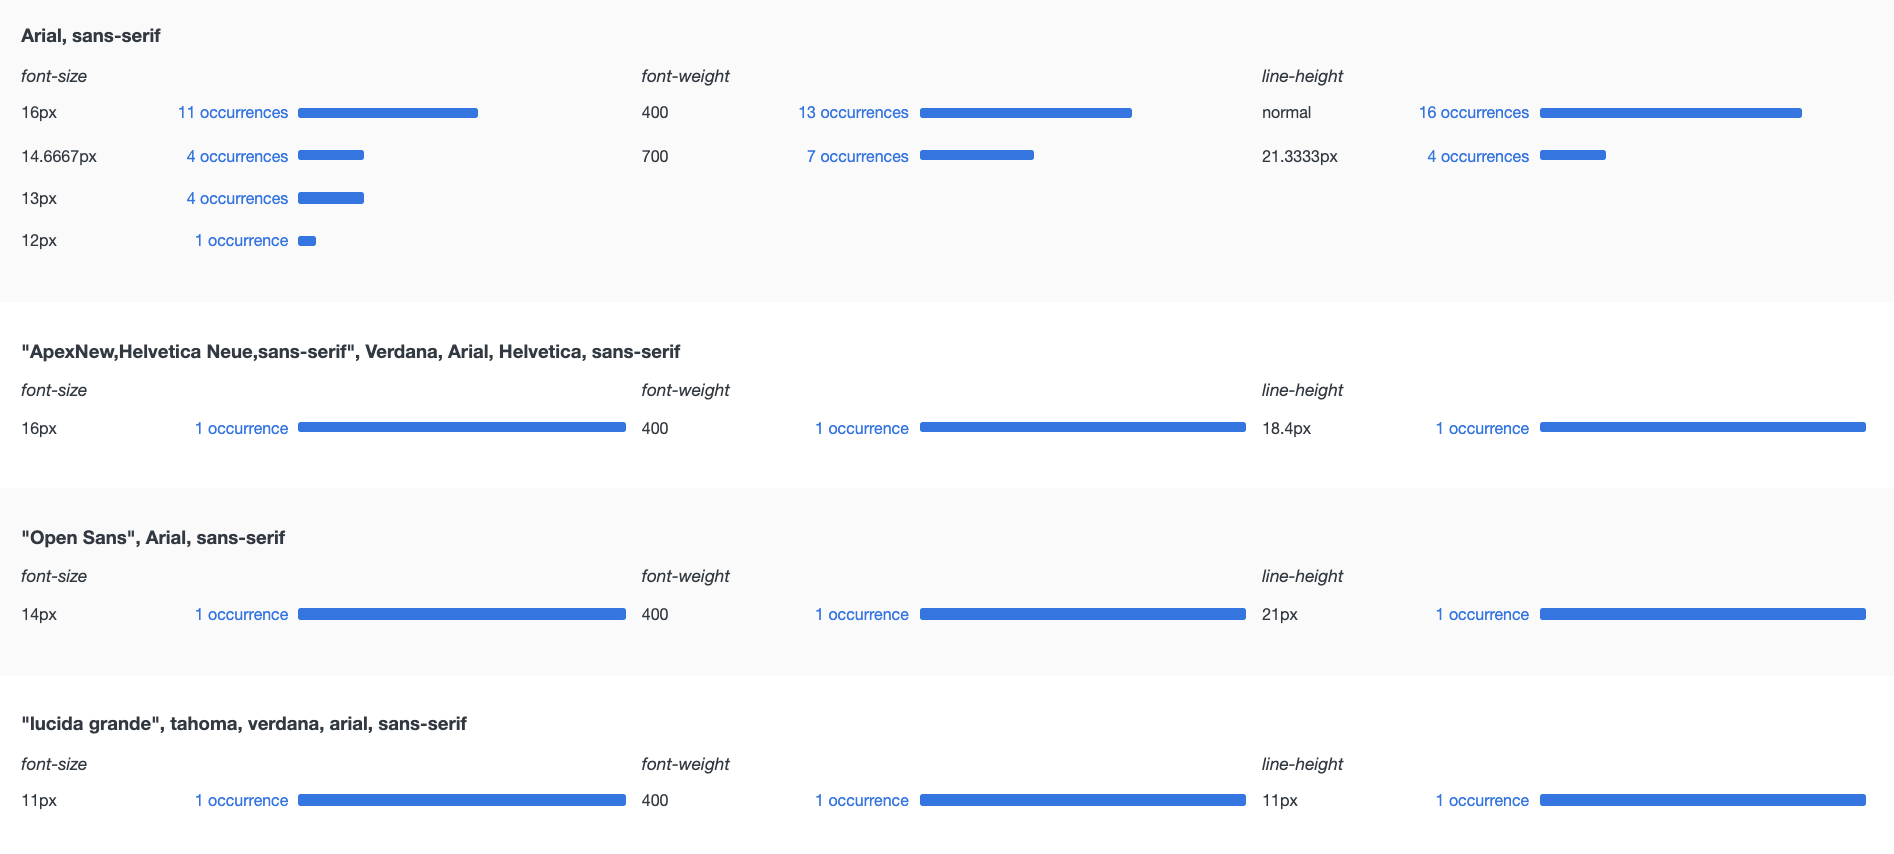 Arial, sans-serif
font-size font-weight line-height
16px 11 occurrences 400 13 occurrences normal 16 occurrences
14.6667px 4 occurrences 700 7 occurrences 21.3333px 4 occurrences
13px 4 occurrences
12px 1 occurrence
"ApexNew,Helvetica Neue,sans-serif", Verdana, Arial, Helvetica, sans-serif
font-size font-weight line-height
16px 1 occurrence 400 1 occurrence 18.4px 1 occurrence
"Open Sans", Arial, sans-serif
font-size font-weight line-height
14px 1 occurrence 400 1 occurrence 21px 1 occurrence
"lucida grande", tahoma, verdana, arial, sans-serif
font-size font-weight line-height
11px 1 occurrence 400 1 occurrence 11px 1 occurrence